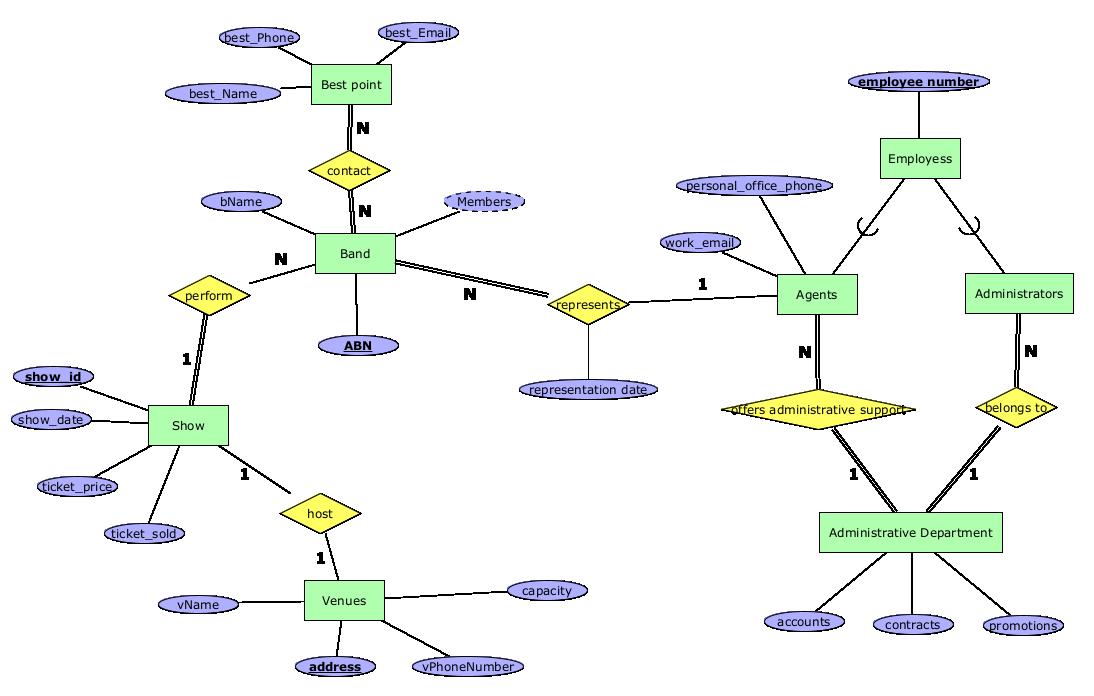 best_Phone
best_Email
best_Name
Best point
N
contact
N
bName
Members
Band
N
perform
ABN
1
N
represents
1
representation date
employee number
Employess
personal_office_phone
work_email
Agents
Administrators
N
N
offers administrative support
belongs to
1
1
Administrative Department
accounts
contracts
promotions
show_id
show_date
Show
ticket_price
ticket_sold
1
host
1
vName
Venues
capacity
address
vPhoneNumber